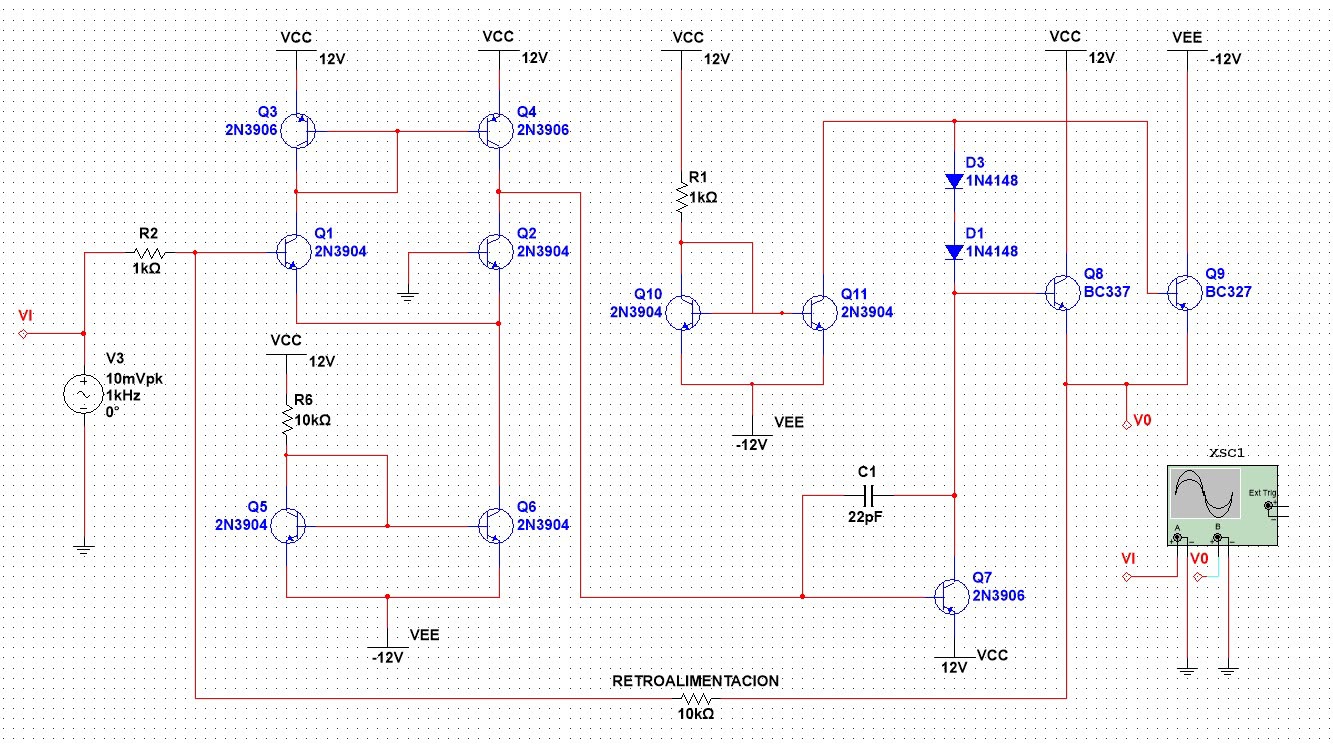 VCC
12V
VCC
12V
VCC
12V
VCC
12V
VEE
-12V
Q3
2N3906
Q4
2N3906
D3
1N4148
R1
1kΩ
R2
1kΩ
Q1
2N3904
Q2
2N3904
D1
1N4148
Q8
BC337
Q9
BC327
Q10
2N3904
Q11
2N3904
VI
VCC
12V
V3
10mVpk
1kHz
0°
R6
10kΩ
VEE
-12V
V0
XSC1
Ext Trig
+
-
A
B
+
-
+
-
VI
V0
C1
22pF
Q5
2N3904
Q6
2N3904
Q7
2N3906
VEE
-12V
VCC
12V
RETROALIMENTACION
10kΩ